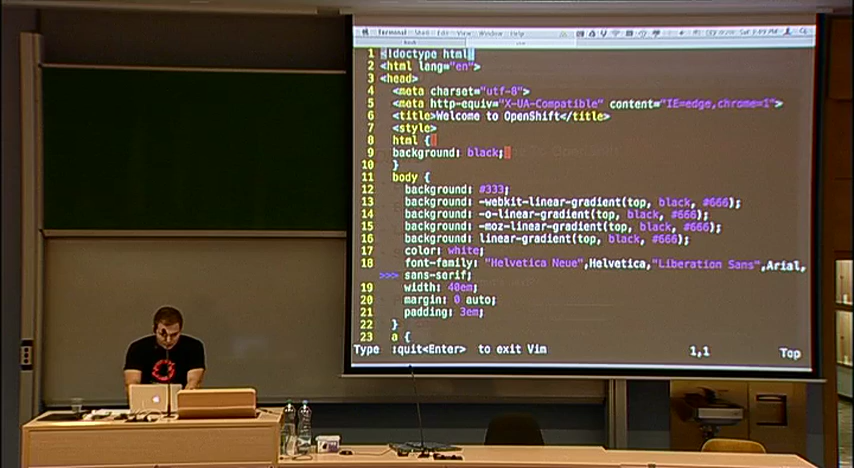 Terminal Shell Edit View Window Help
1 <!doctype html>
2 <html lang="en">
3 <head>
4 <meta charset="utf-8">
5 <meta http-equiv="X-UA-Compatible" content="IE=edge,chrome=1">
6 <title>Welcome to OpenShift</title>
7 <style>
8 html {
9 background: black;
10 }
11 body {
12 background: #333;
13 background: -webkit-linear-gradient(top, black, #666);
14 background: -o-linear-gradient(top, black, #666);
15 background: -moz-linear-gradient(top, black, #666);
16 background: linear-gradient(top, black, #666);
17 color: white;
18 font-family: "Helvetica Neue",Helvetica,"Liberation Sans",Arial,
>>> sans-serif;
19 width: 40em;
20 margin: 0 auto;
21 padding: 3em;
22 }
23 a {
Type :quit<Enter> to exit Vim 1,1 Top